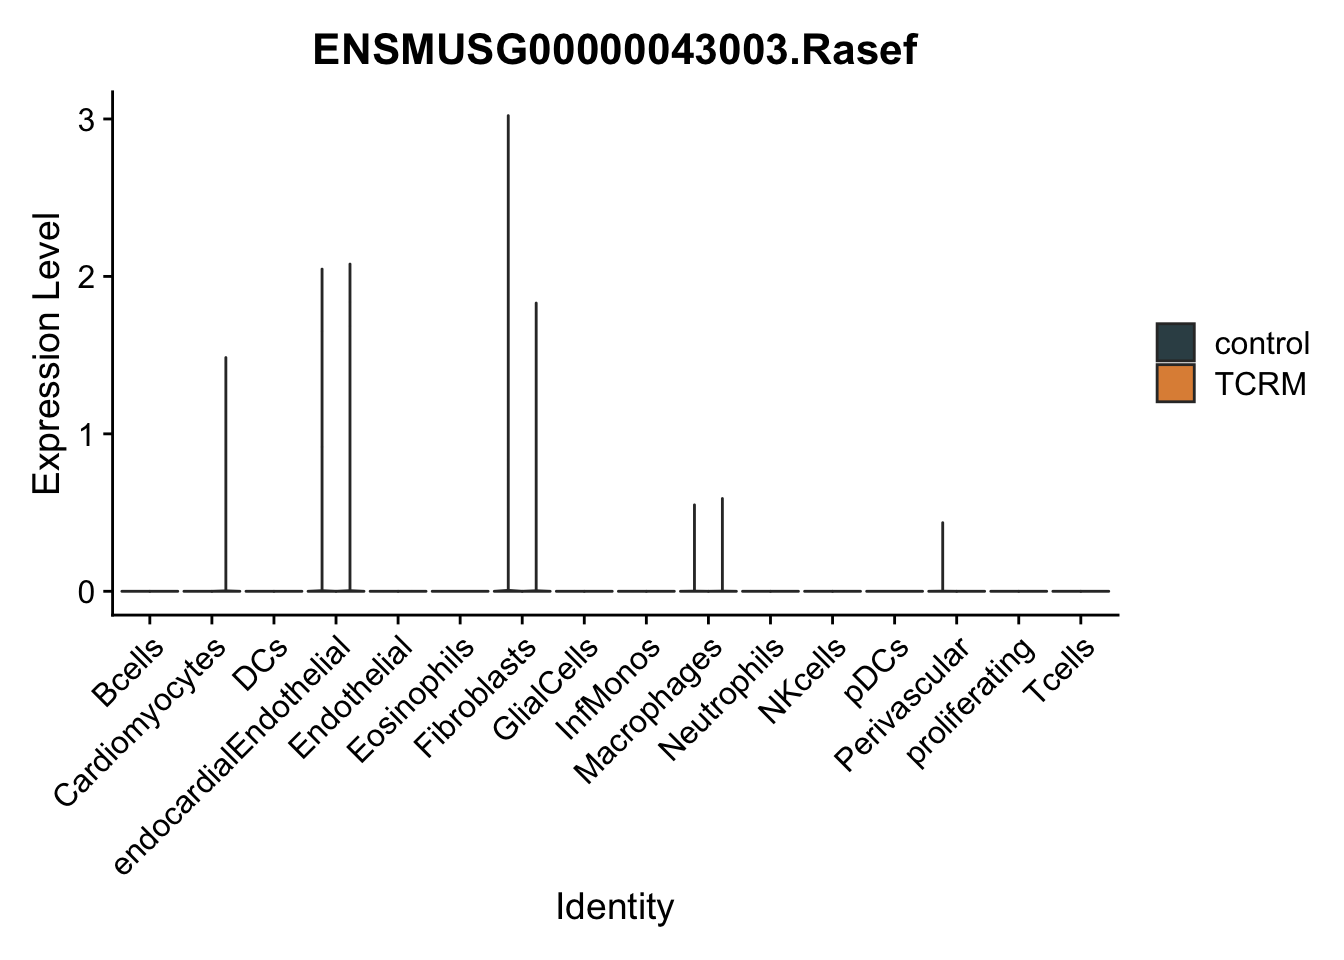 ENSMUSG00000043003.Rasef
Expression Level
3
2
1
0
Bcells
Cardiomyocytes
DCs
endocardialEndothelial
Endothelial
Eosinophils
Fibroblasts
GlialCells
InfMonos
Macrophages
Neutrophils
NKcells
pDCs
Perivascular
proliferating
Tcells
Identity
control
TCRM